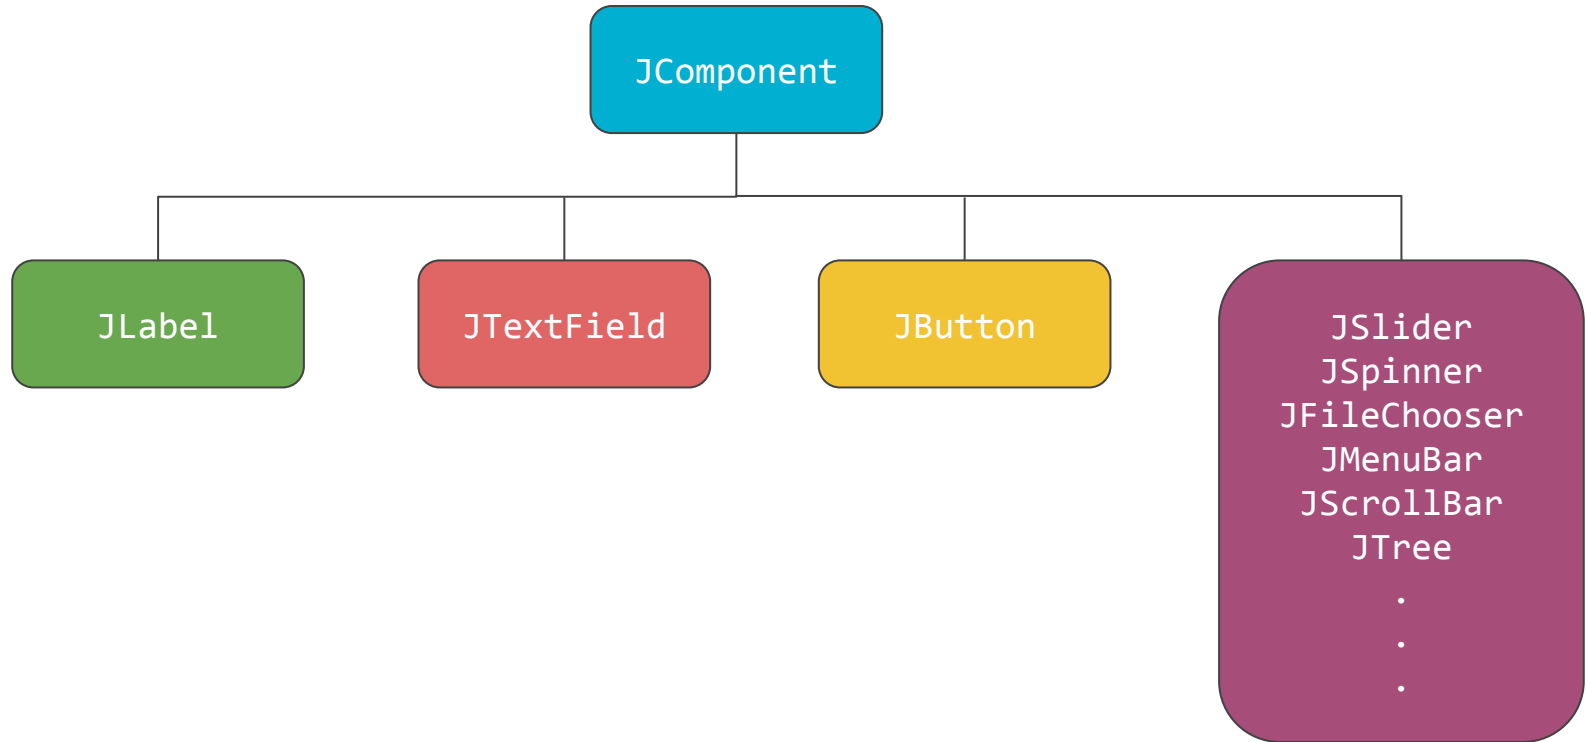 JComponent
JLabel
JTextField
JButton
JSlider
JSpinner
JFileChooser
JMenuBar
JScrollBar
JTree
.
.
.